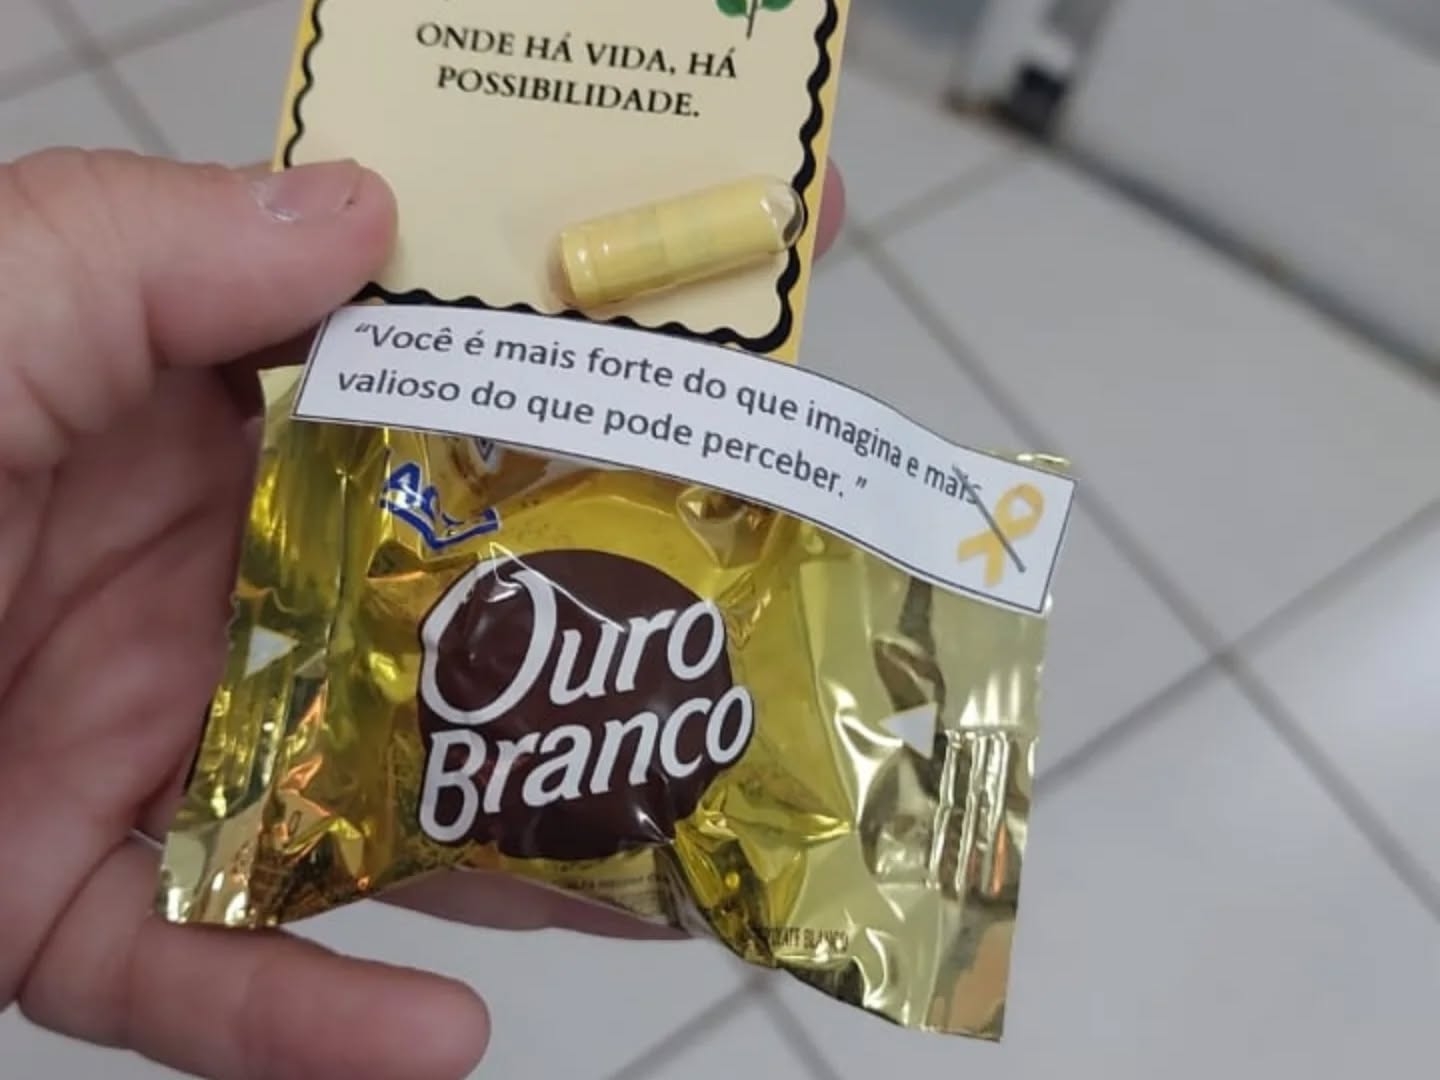 ONDE HÁ VIDA, HÁ
POSSIBILIDADE.
“Você é mais forte do que imagina e mais
valioso do que pode perceber. ”
Ouro
Branco